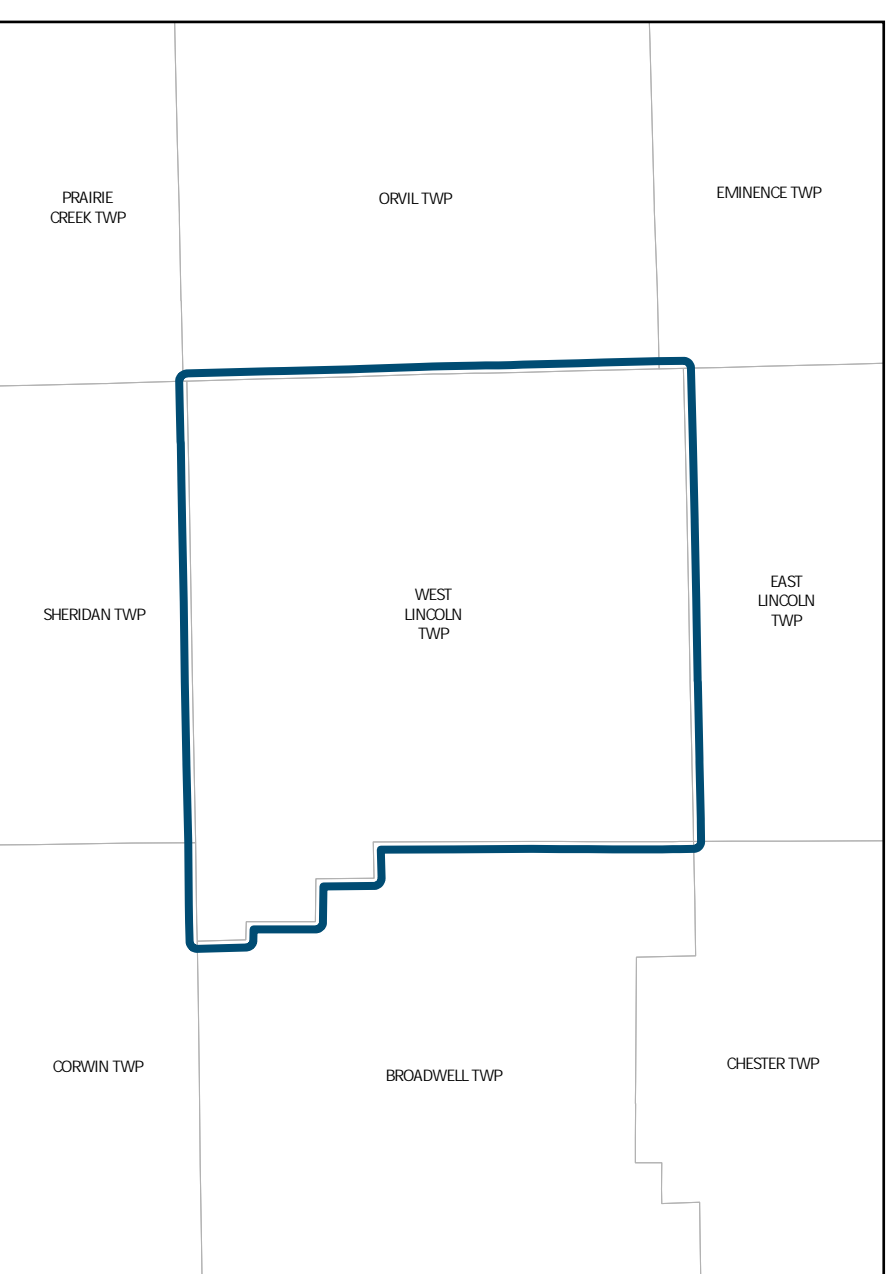 PRAIRIE
CREEK TWP
ORVIL TWP
EMINENCE TWP
SHERIDAN TWP
WEST
LINCOLN
TWP
EAST
LINCOLN
TWP
CORWIN TWP
BROADWELL TWP
CHESTER TWP